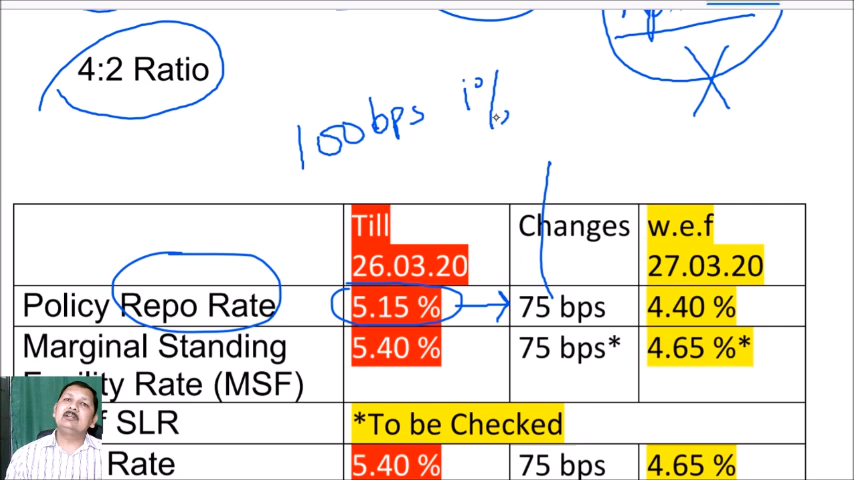 4:2 Ratio
100bps 1%
Till 26.03.20 Changes w.e.f 27.03.20
Policy Repo Rate 5.15 % 75 bps 4.40 %
Marginal Standing 5.40 % 75 bps* 4.65 %*
Facility Rate (MSF)
SLR *To be Checked
Rate 5.40 % 75 bps 4.65 %